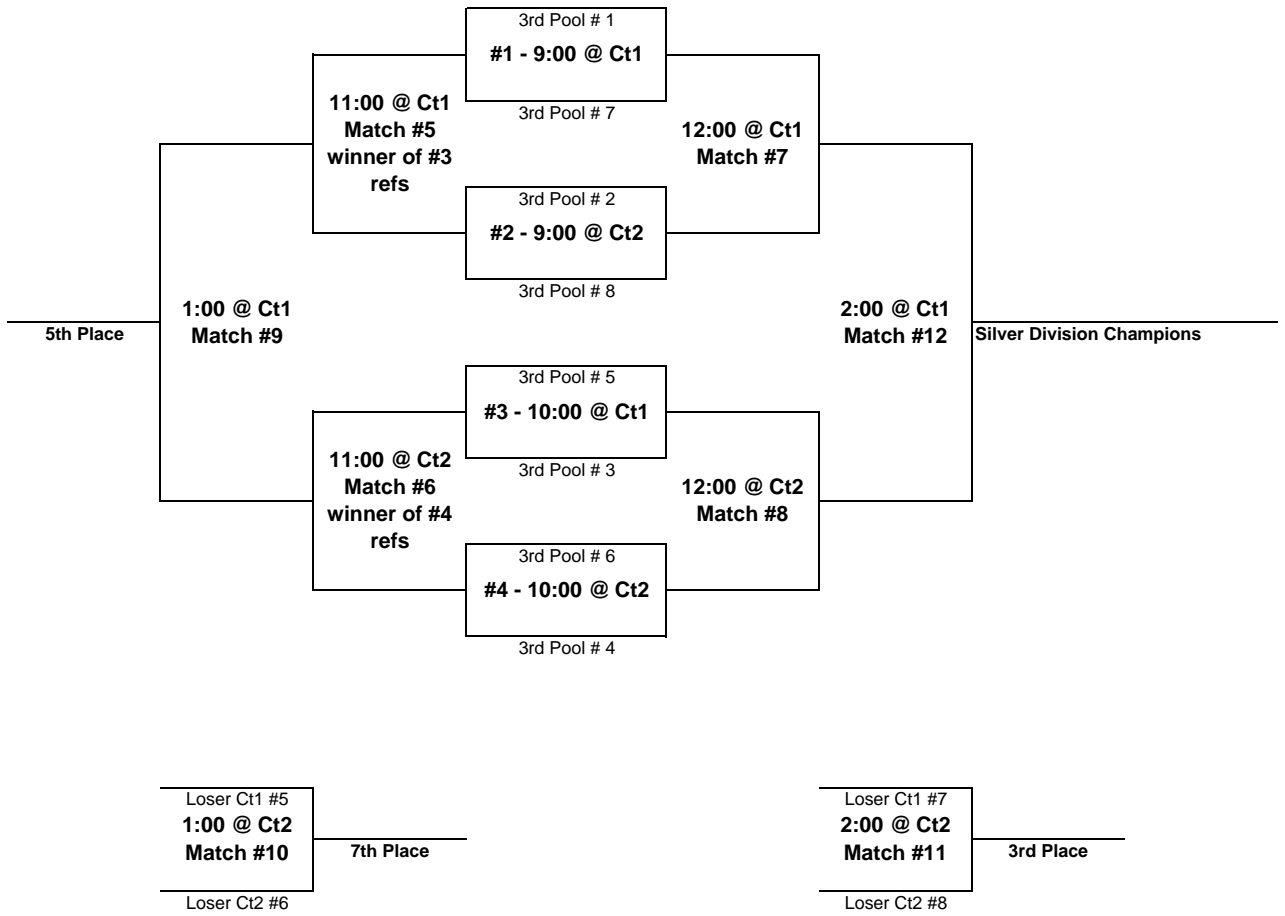 3rd Pool # 1
#1 - 9:00 @ Ct1
3rd Pool # 7
11:00 @ Ct1
Match #5
winner of #3
refs
12:00 @ Ct1
Match #7
3rd Pool # 2
#2 - 9:00 @ Ct2
3rd Pool # 8
1:00 @ Ct1
Match #9
5th Place
2:00 @ Ct1
Match #12
Silver Division Champions
3rd Pool # 5
#3 - 10:00 @ Ct1
3rd Pool # 3
11:00 @ Ct2
Match #6
winner of #4
refs
12:00 @ Ct2
Match #8
3rd Pool # 6
#4 - 10:00 @ Ct2
3rd Pool # 4
Loser Ct1 #5
1:00 @ Ct2
Match #10
7th Place
Loser Ct2 #6
Loser Ct1 #7
2:00 @ Ct2
Match #11
3rd Place
Loser Ct2 #8